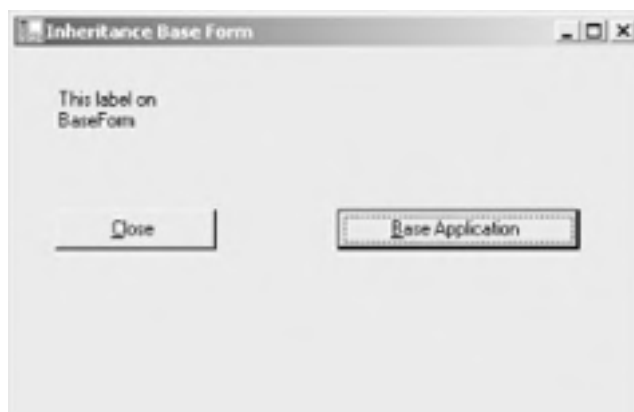 Inheritance Base Form
This label on
BaseForm
Close
Base Application